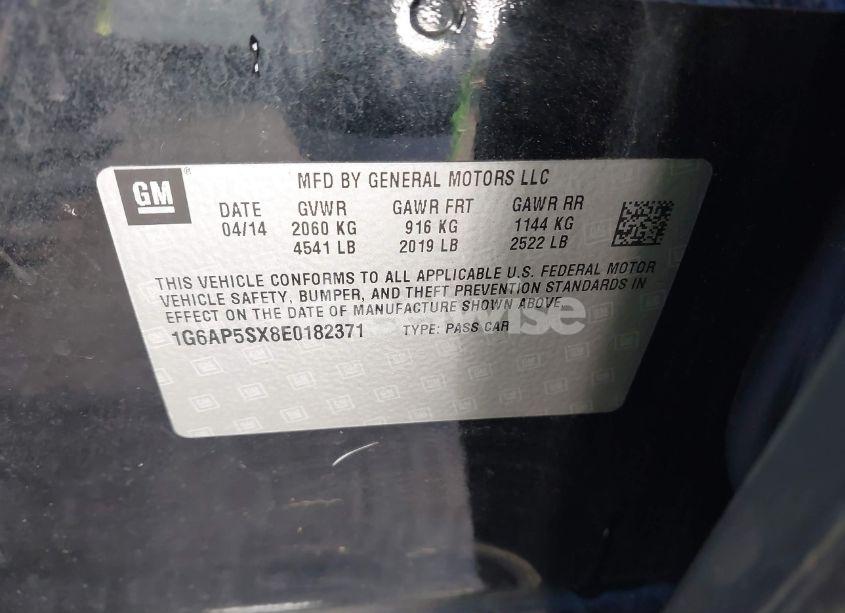 GM
MFD BY GENERAL MOTORS LLC
DATE GVWR GAWR FRT GAWR RR
04/14 2060 KG 916 KG 1144 KG
4541 LB 2019 LB 2522 LB
THIS VEHICLE CONFORMS TO ALL APPLICABLE U.S. FEDERAL MOTOR
VEHICLE SAFETY, BUMPER, AND THEFT PREVENTION STANDARDS IN
EFFECT ON THE DATE OF MANUFACTURE SHOWN ABOVE.
1G6AP5SX8E0182371 TYPE: PASS CAR